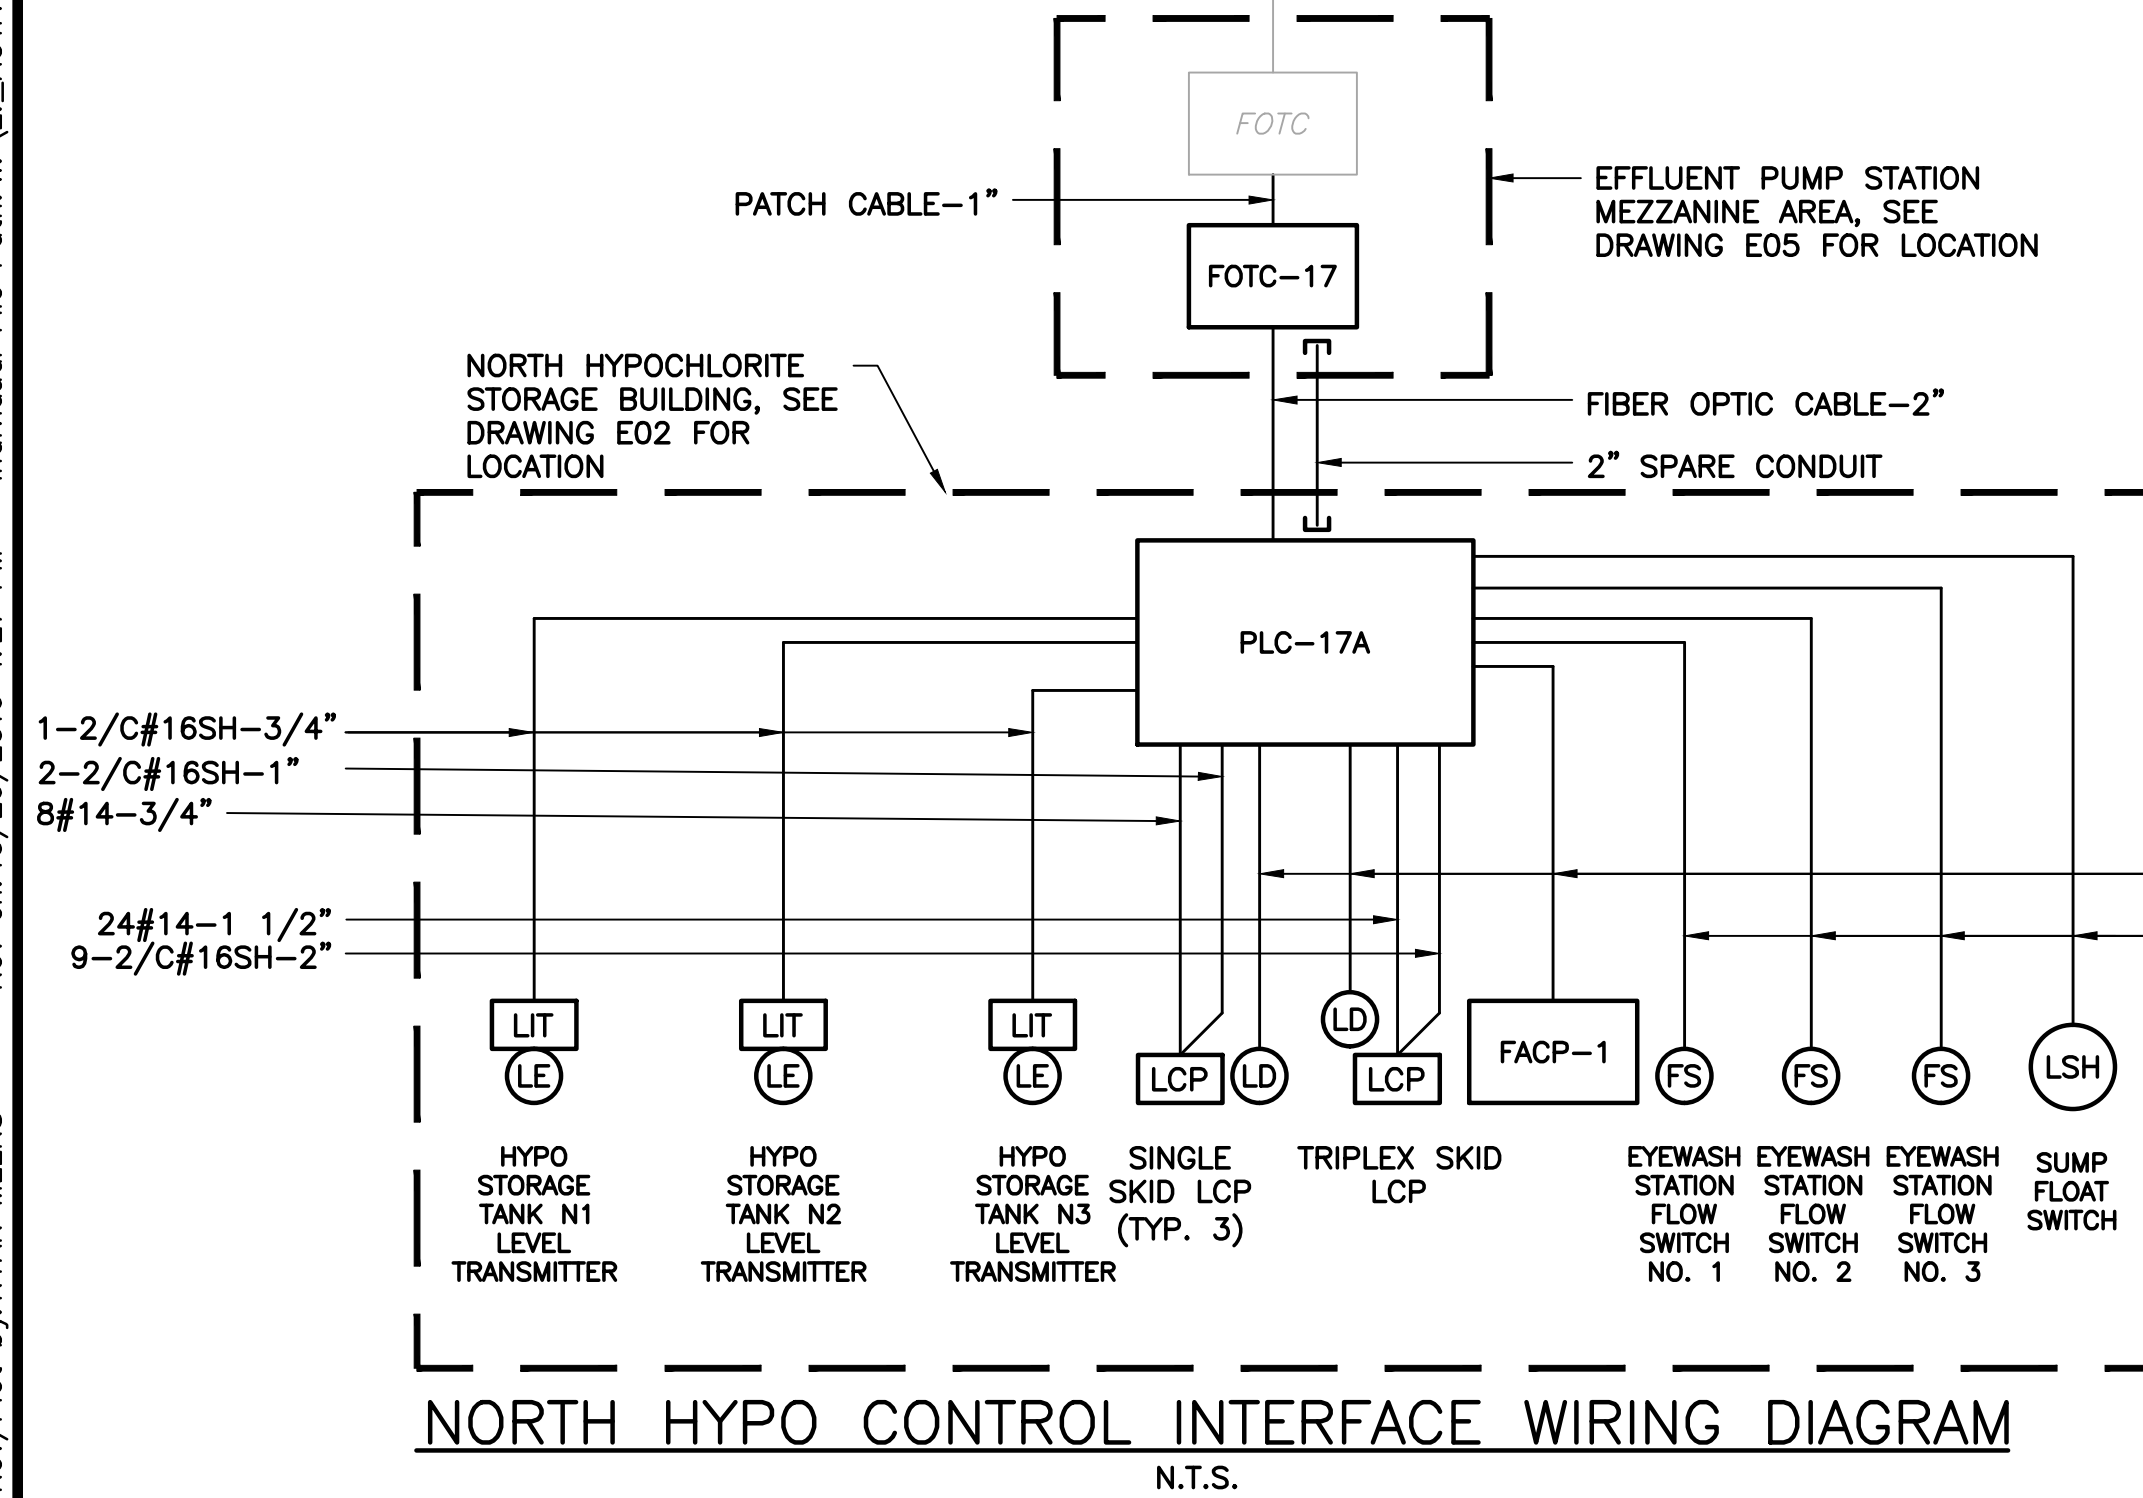 FOTC
PATCH CABLE-1"
EFFLUENT PUMP STATION
MEZZANINE AREA, SEE
DRAWING E05 FOR LOCATION
FOTC-17
NORTH HYPOCHLORITE
STORAGE BUILDING, SEE
DRAWING E02 FOR
LOCATION
FIBER OPTIC CABLE-2"
2" SPARE CONDUIT
PLC-17A
1-2/C#16SH-3/4"
2-2/C#16SH-1"
8#14-3/4"
24#14-1 1/2"
9-2/C#16SH-2"
LIT
LE
LIT
LE
LIT
LE
LCP
LD
LD
LCP
FACP-1
FS
FS
FS
LSH
HYPO
STORAGE
TANK N1
LEVEL
TRANSMITTER
HYPO
STORAGE
TANK N2
LEVEL
TRANSMITTER
HYPO
STORAGE
TANK N3
LEVEL
TRANSMITTER
SINGLE
SKID LCP
(TYP. 3)
TRIPLEX SKID
LCP
EYEWASH
STATION
FLOW
SWITCH
NO. 1
EYEWASH
STATION
FLOW
SWITCH
NO. 2
EYEWASH
STATION
FLOW
SWITCH
NO. 3
SUMP
FLOAT
SWITCH
NORTH HYPO CONTROL INTERFACE WIRING DIAGRAM
N.T.S.